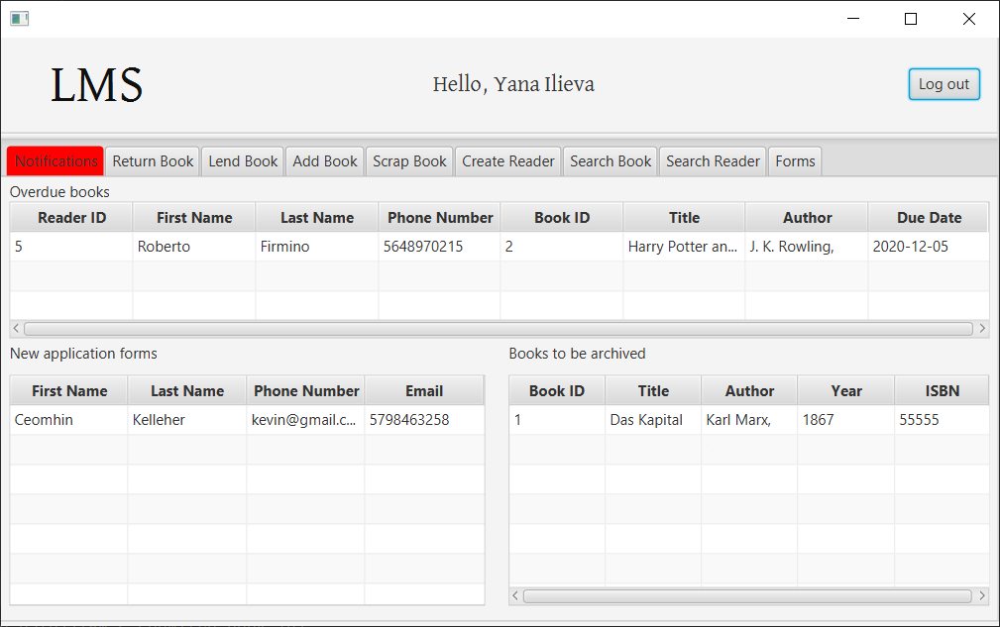 LMS
Hello, Yana Ilieva
Log out
Notifications Return Book Lend Book Add Book Scrap Book Create Reader Search Book Search Reader Forms
Overdue books
Reader ID First Name Last Name Phone Number Book ID Title Author Due Date
5 Roberto Firmino 5648970215 2 Harry Potter an... J. K. Rowling, 2020-12-05
New application forms
First Name Last Name Phone Number Email
Ceomhin Kelleher kevin@gmail.c... 5798463258
Books to be archived
Book ID Title Author Year ISBN
1 Das Kapital Karl Marx, 1867 55555